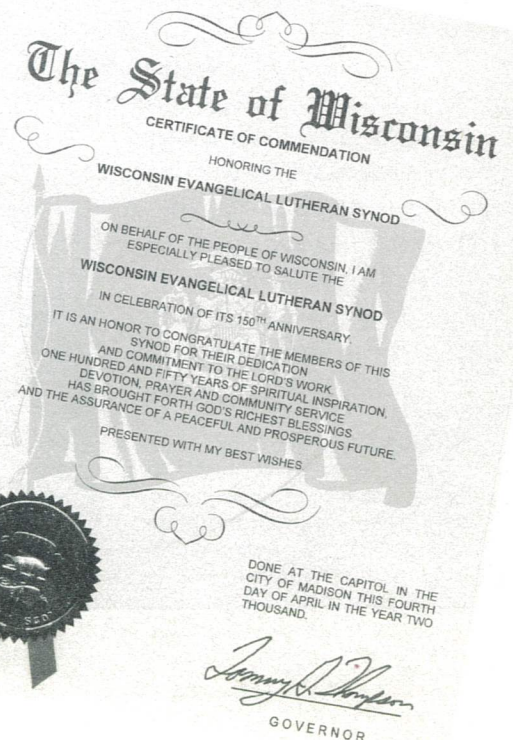 The State of Wisconsin
CERTIFICATE OF COMMENDATION
HONORING THE
WISCONSIN EVANGELICAL LUTHERAN SYNOD
ON BEHALF OF THE PEOPLE OF WISCONSIN, I AM
ESPECIALLY PLEASED TO SALUTE THE
WISCONSIN EVANGELICAL LUTHERAN SYNOD
IN CELEBRATION OF ITS 150TH ANNIVERSARY.
IT IS AN HONOR TO CONGRATULATE THE MEMBERS OF THIS
SYNOD FOR THEIR DEDICATION
AND COMMITMENT TO THE LORD'S WORK.
ONE HUNDRED AND FIFTY YEARS OF SPIRITUAL INSPIRATION,
DEVOTION, PRAYER AND COMMUNITY SERVICE
HAS BROUGHT FORTH GOD'S RICHEST BLESSINGS
AND THE ASSURANCE OF A PEACEFUL AND PROSPEROUS FUTURE.
PRESENTED WITH MY BEST WISHES.
DONE AT THE CAPITOL IN THE
CITY OF MADISON THIS FOURTH
DAY OF APRIL IN THE YEAR TWO
THOUSAND.
Tommy G. Thompson
GOVERNOR